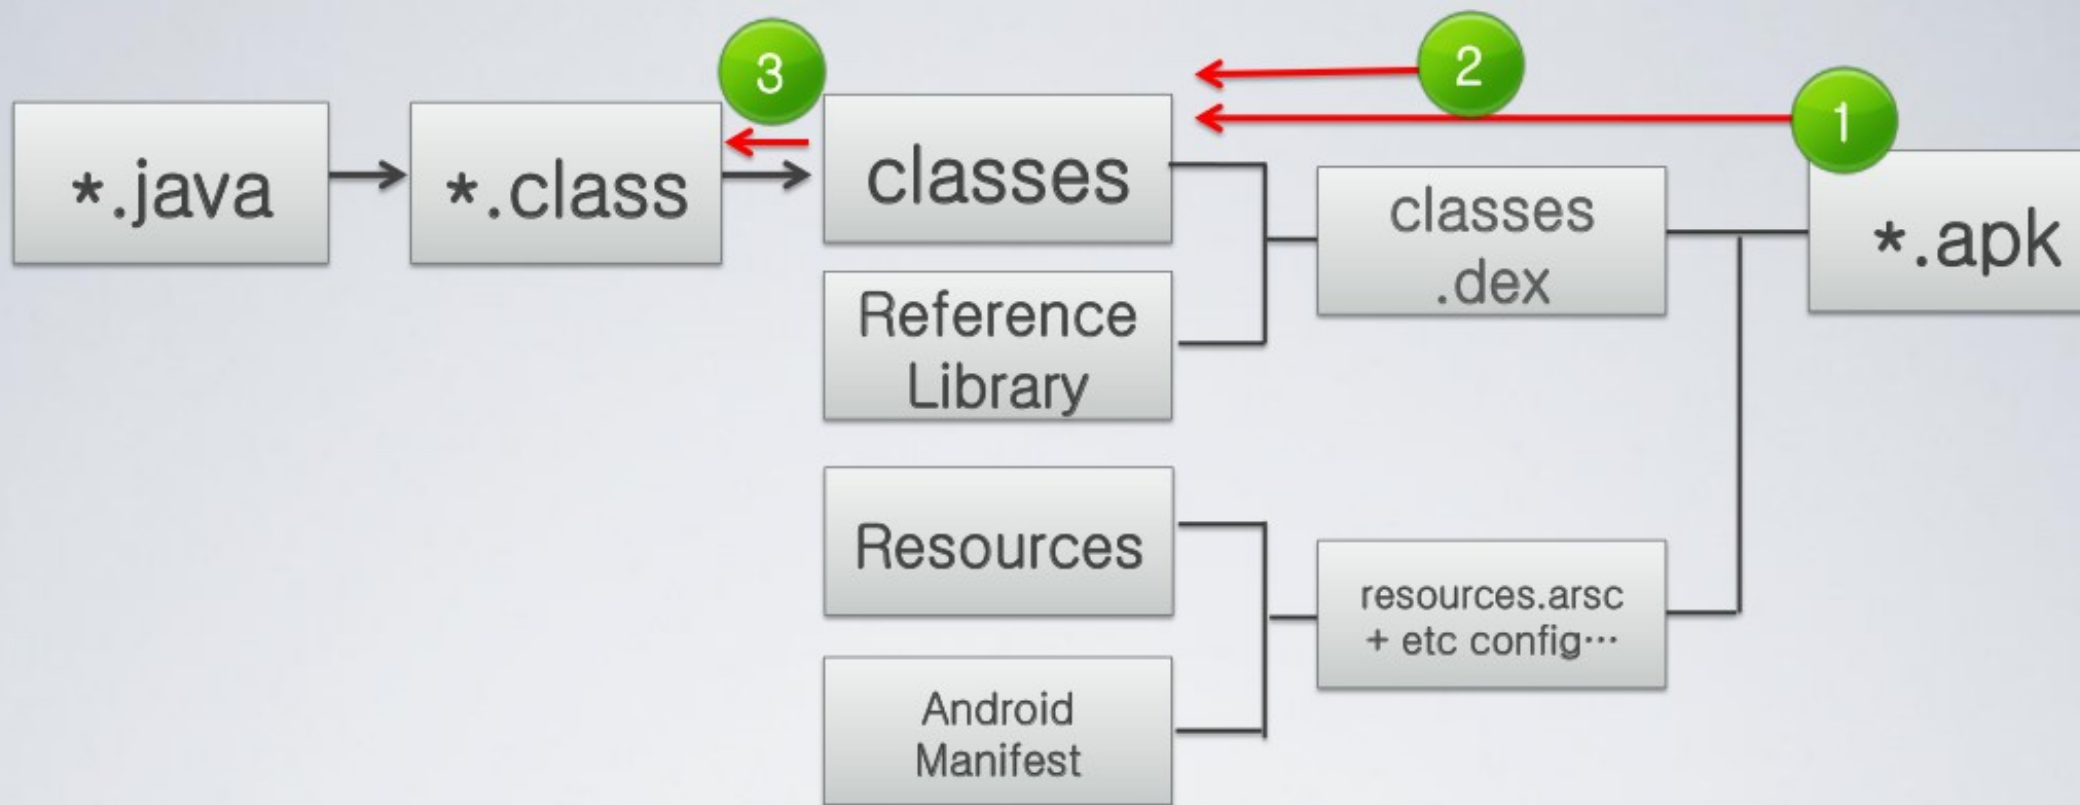 3
2
1
*.java
*.class
classes
classes
.dex
*.apk
Reference
Library
Resources
resources.arsc
+ etc config…
Android
Manifest